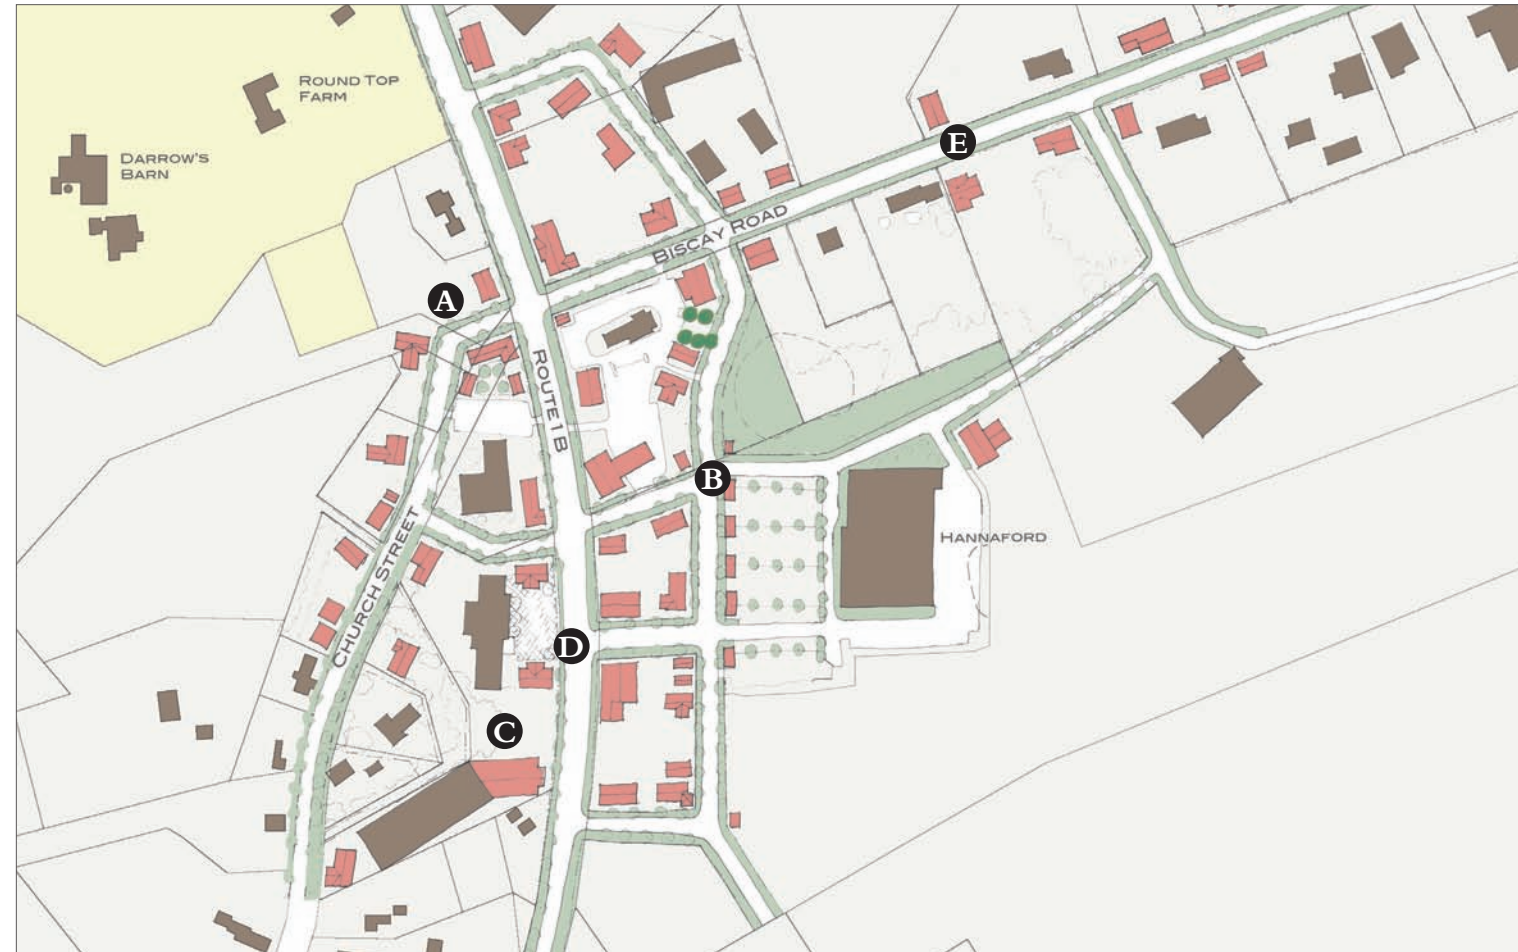 ROUND TOP
FARM
DARROW'S
BARN
E
BISCAY ROAD
A
ROUTE 1B
B
HANNAFORD
CHURCH STREET
D
C